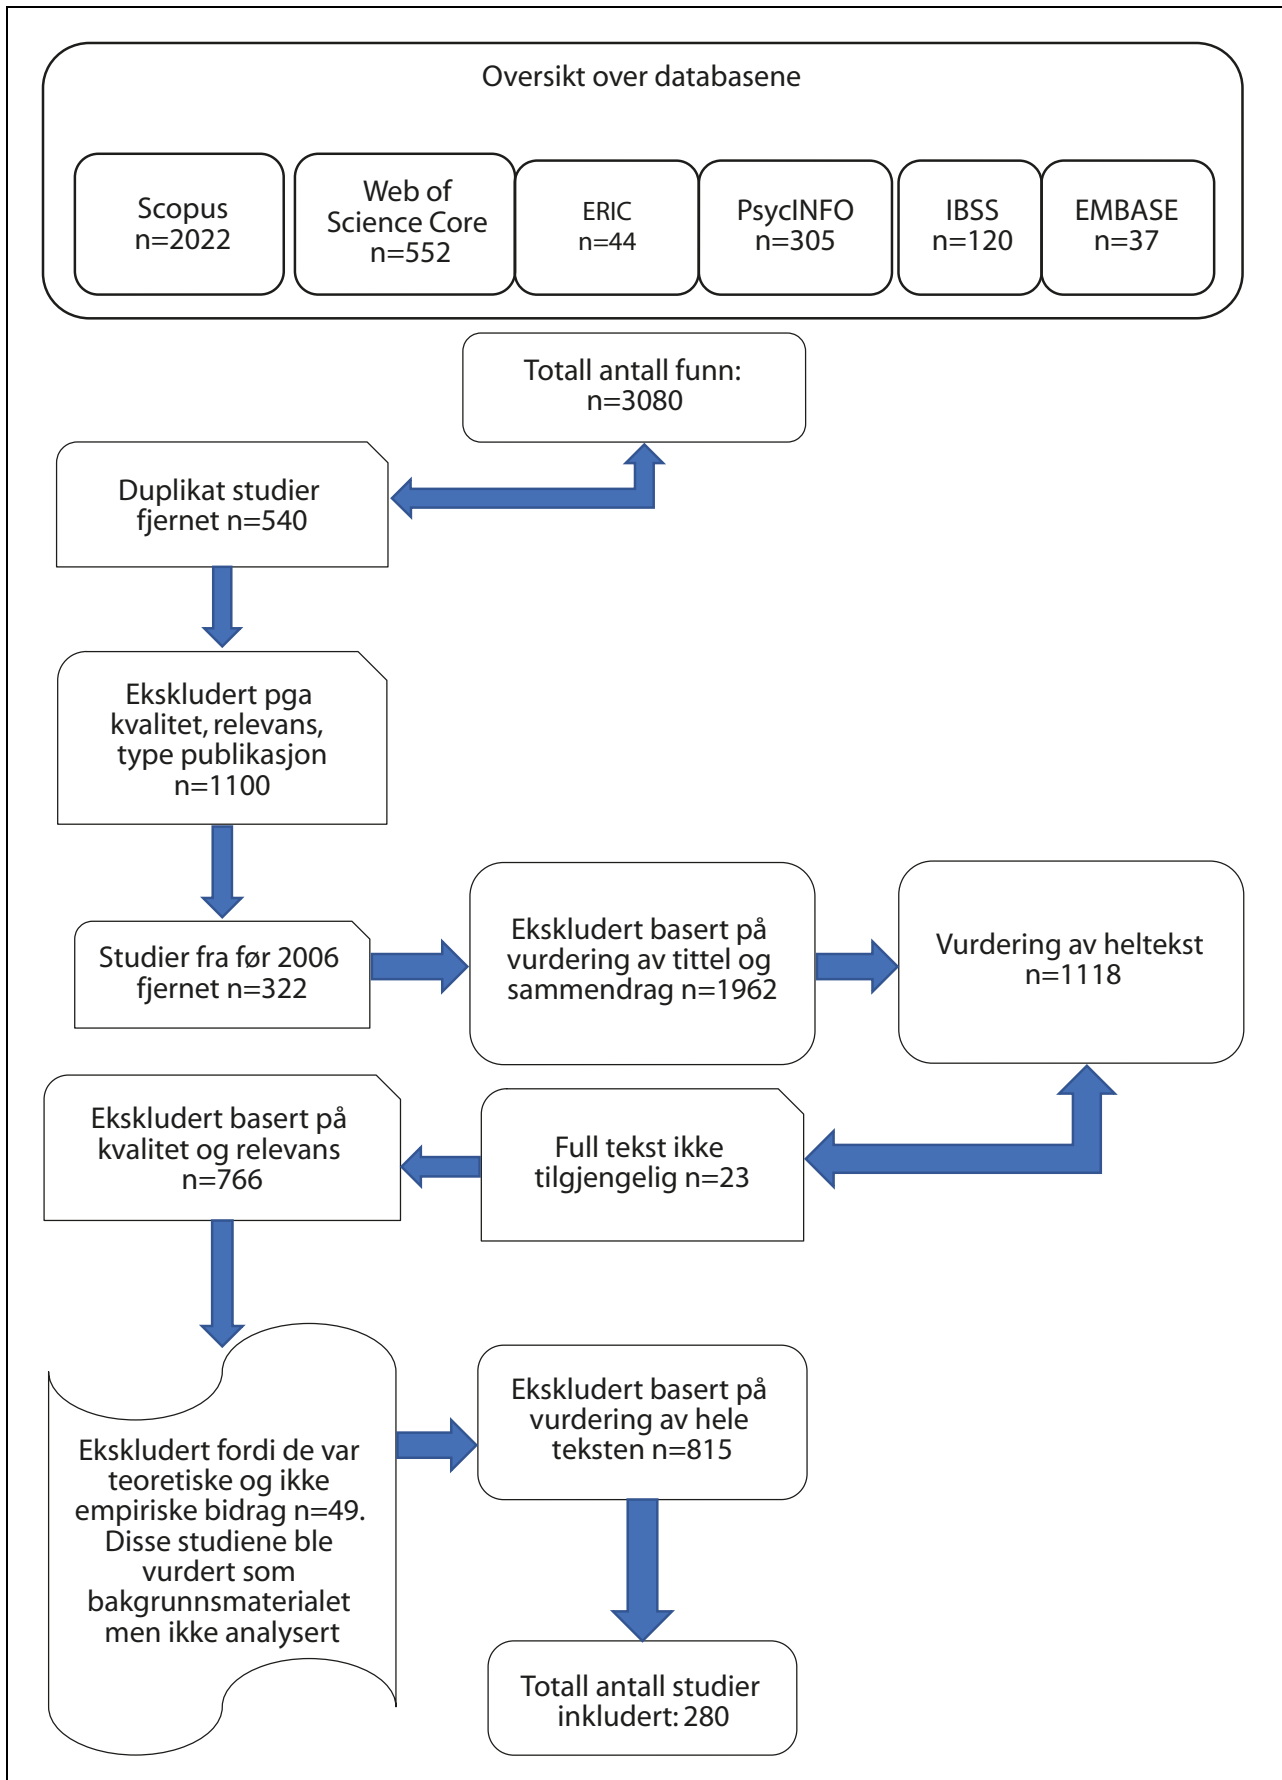 Oversikt over databasene
Scopus
n=2022
Web of
Science Core
n=552
ERIC
n=44
PsycINFO
n=305
IBSS
n=120
EMBASE
n=37
Totall antall funn:
n=3080
Duplikat studier
fjernet n=540
Ekskludert pga
kvalitet, relevans,
type publikasjon
n=1100
Studier fra før 2006
fjernet n=322
Ekskludert basert på
vurdering av tittel og
sammendrag n=1962
Vurdering av heltekst
n=1118
Ekskludert basert på
kvalitet og relevans
n=766
Full tekst ikke
tilgjengelig n=23
Ekskludert fordi de var
teoretiske og ikke
empiriske bidrag n=49.
Disse studiene ble
vurdert som
bakgrunnsmaterialet
men ikke analysert
Ekskludert basert på
vurdering av hele
teksten n=815
Totall antall studier
inkludert: 280